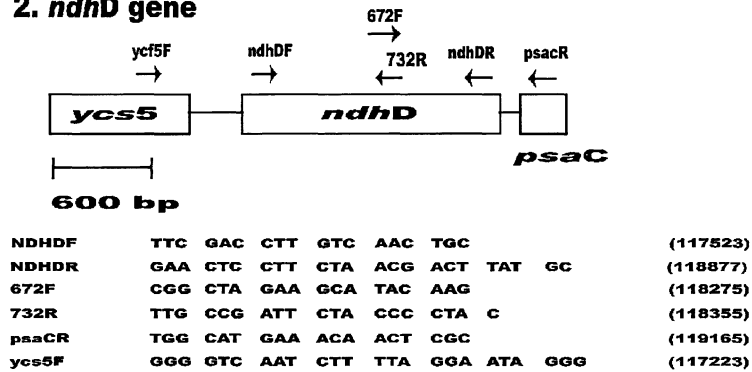 2. ndhD gene
672F
ycf5F ndhDF 732R ndhDR psacR
ycs5 ndhD
psaC
600 bp
NDHDF TTC GAC CTT GTC AAC TGC (117523)
NDHDR GAA CTC CTT CTA ACG ACT TAT GC (118877)
672F CGG CTA GAA GCA TAC AAG (118275)
732R TTG CCG ATT CTA CCC CTA C (118355)
psaCR TGG CAT GAA ACA ACT CGC (119165)
ycs5F GGG GTC AAT CTT TTA GGA ATA GGG (117223)